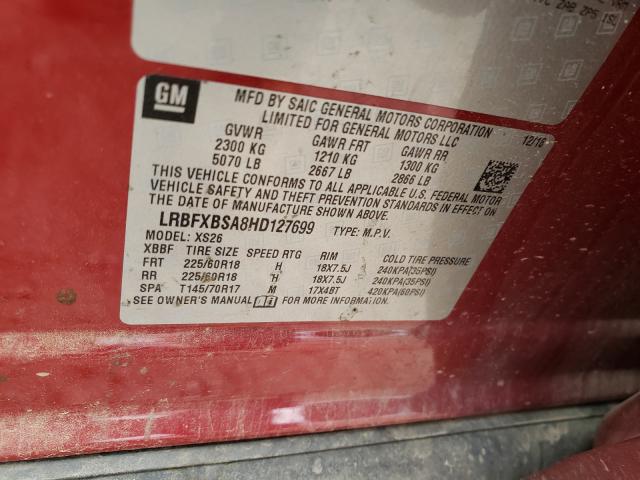 ZAB ZP5 ISL
GM
MFD BY SAIC GENERAL MOTORS CORPORATION
LIMITED FOR GENERAL MOTORS LLC 12/16
GVWR GAWR FRT GAWR RR
2300 KG 1210 KG 1300 KG
5070 LB 2667 LB 2866 LB
THIS VEHICLE CONFORMS TO ALL APPLICABLE U.S. FEDERAL MOTOR
VEHICLE SAFETY AND THEFT PREVENTION STANDARDS IN EFFECT ON
THE DATE OF MANUFACTURE SHOWN ABOVE.
LRBFXBSA8HD127699 TYPE: M.P.V.
MODEL: XS26
XBBF TIRE SIZE SPEED RTG RIM COLD TIRE PRESSURE
FRT 225/60R18 H 18X7.5J 240KPA(35PSI)
RR 225/60R18 H 18X7.5J 240KPA(35PSI)
SPA T145/70R17 M 17X4BT 420KPA(60PSI)
SEE OWNER'S MANUAL FOR MORE INFORMATION.